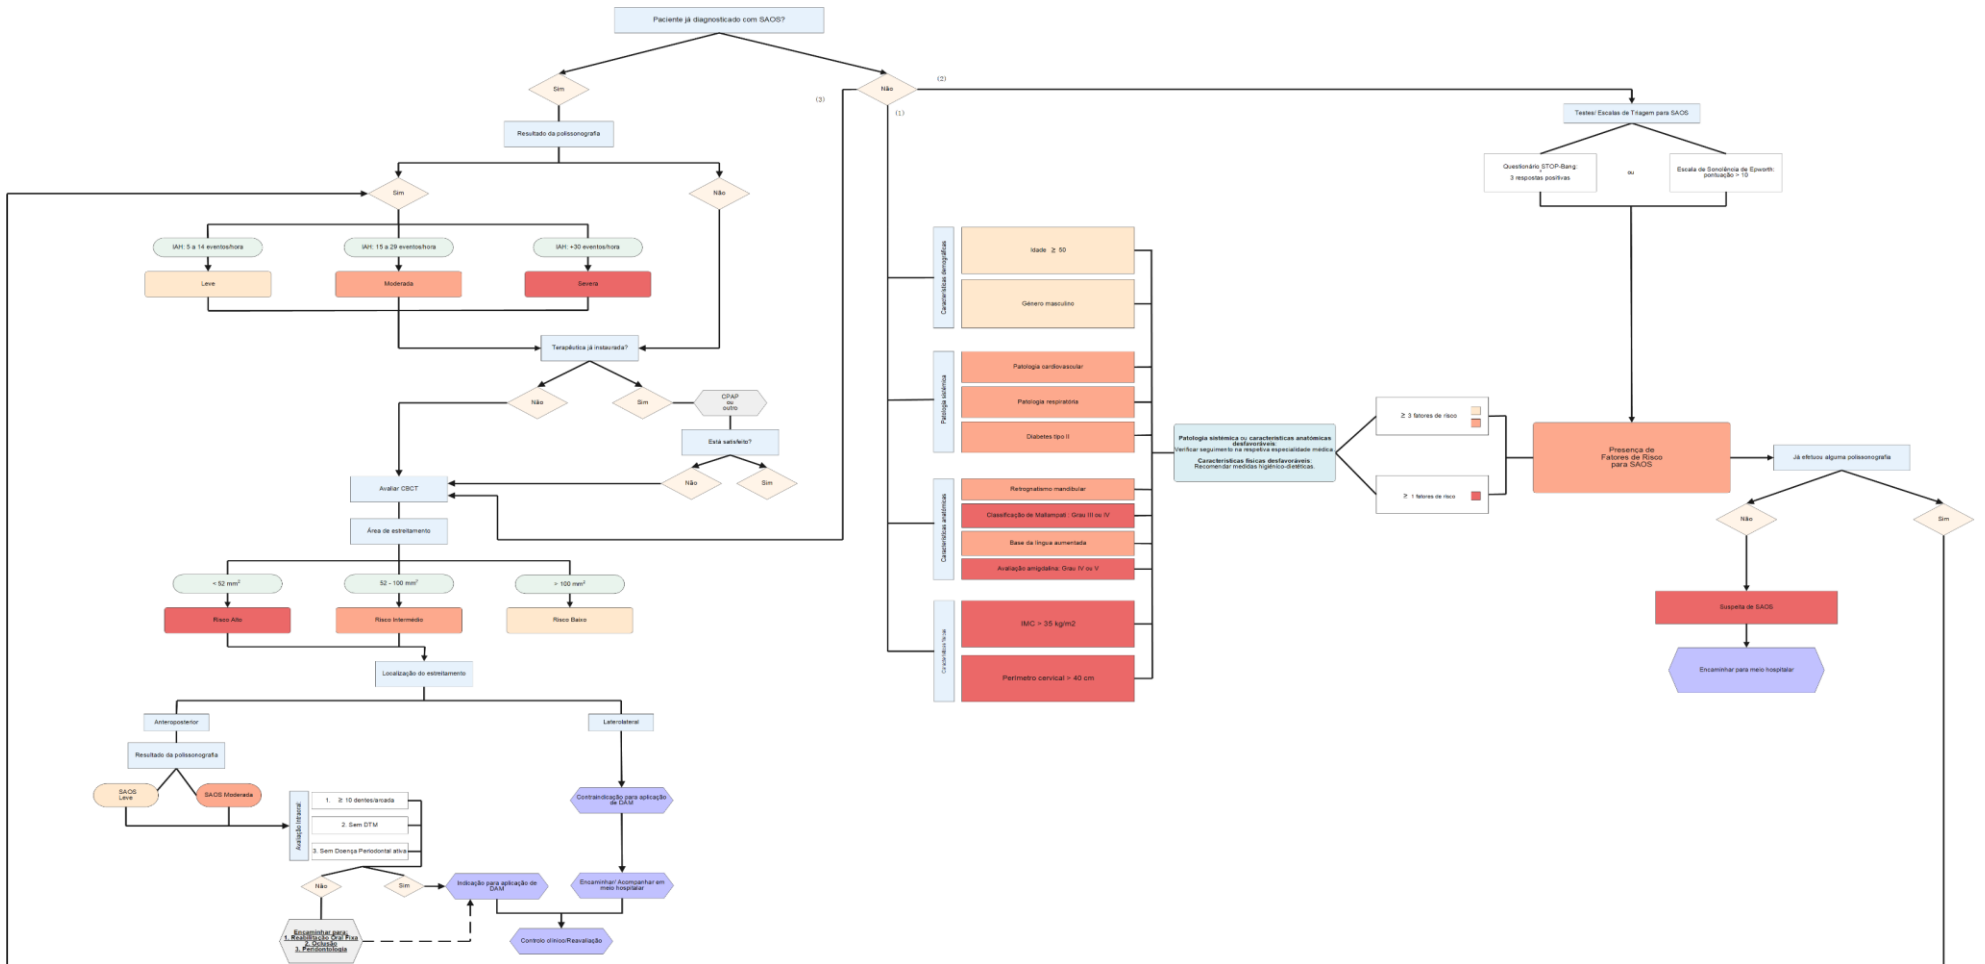 Paciente já diagnosticado com SAOS?
Sim
Não
(1)
(2)
(3)
Resultado da polissonografia
Sim
Não
IAH: 5 a 14 eventos/hora
IAH: 15 a 29 eventos/hora
IAH: +30 eventos/hora
Leve
Moderada
Severa
Terapêutica já instaurada?
Não
Sim
CPAP
ou
outro
Está satisfeito?
Não
Sim
Avaliar CBCT
Área de estreitamento
< 52 mm²
52 - 100 mm²
> 100 mm²
Risco Alto
Risco Intermédio
Risco Baixo
Localização do estreitamento
Anteroposterior
Laterolateral
Resultado da polissonografia
SAOS
Leve
SAOS Moderada
Avaliação Intraoral:
1. ≥ 10 dentes/arcada
2. Sem DTM
3. Sem Doença Periodontal ativa
Não
Sim
Encaminhar para:
1. Reabilitação Oral Fixa
2. Oclusão
3. Periodontologia
Indicação para aplicação de
DAM
Contraindicação para aplicação
de DAM
Encaminhar/ Acompanhar em
meio hospitalar
Controlo clínico/Reavaliação
Características demográficas
Idade ≥ 50
Género masculino
Patologia sistémica
Patologia cardiovascular
Patologia respiratória
Diabetes tipo II
Características anatómicas
Retrognatismo mandibular
Classificação de Mallampati : Grau III ou IV
Base da língua aumentada
Avaliação amigdalina: Grau IV ou V
Características físicas
IMC > 35 kg/m2
Perímetro cervical > 40 cm
Patologia sistémica ou características anatómicas
desfavoráveis:
Verificar seguimento na respetiva especialidade médica
Características físicas desfavoráveis:
Recomendar medidas higiénico-dietéticas.
≥ 3 fatores de risco
≥ 1 fatores de risco
Testes/ Escalas de Triagem para SAOS
Questionário STOP-Bang:
3 respostas positivas
ou
Escala de Sonolência de Epworth:
pontuação > 10
Presença de
Fatores de Risco
para SAOS
Já efetuou alguma polissonografia
Não
Sim
Suspeita de SAOS
Encaminhar para meio hospitalar